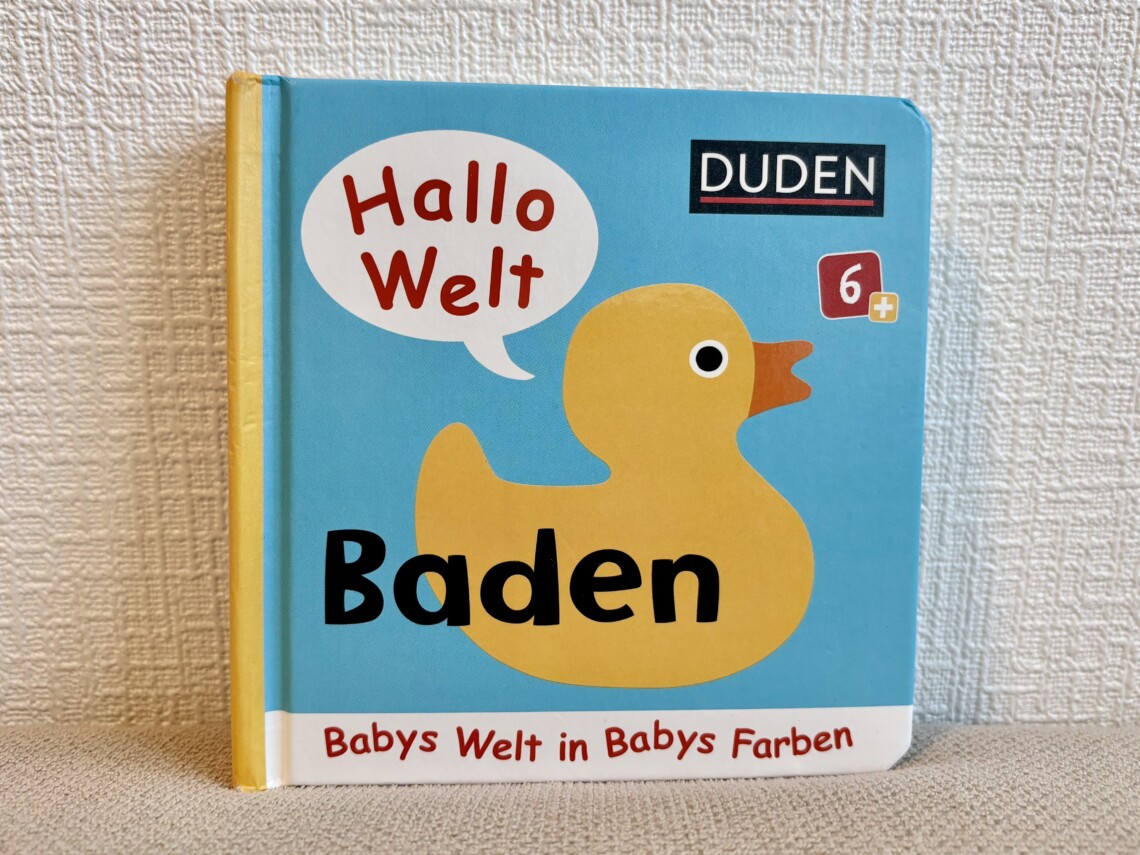 Hallo
Welt
DUDEN
6
+
Baden
Babys Welt in Babys Farben